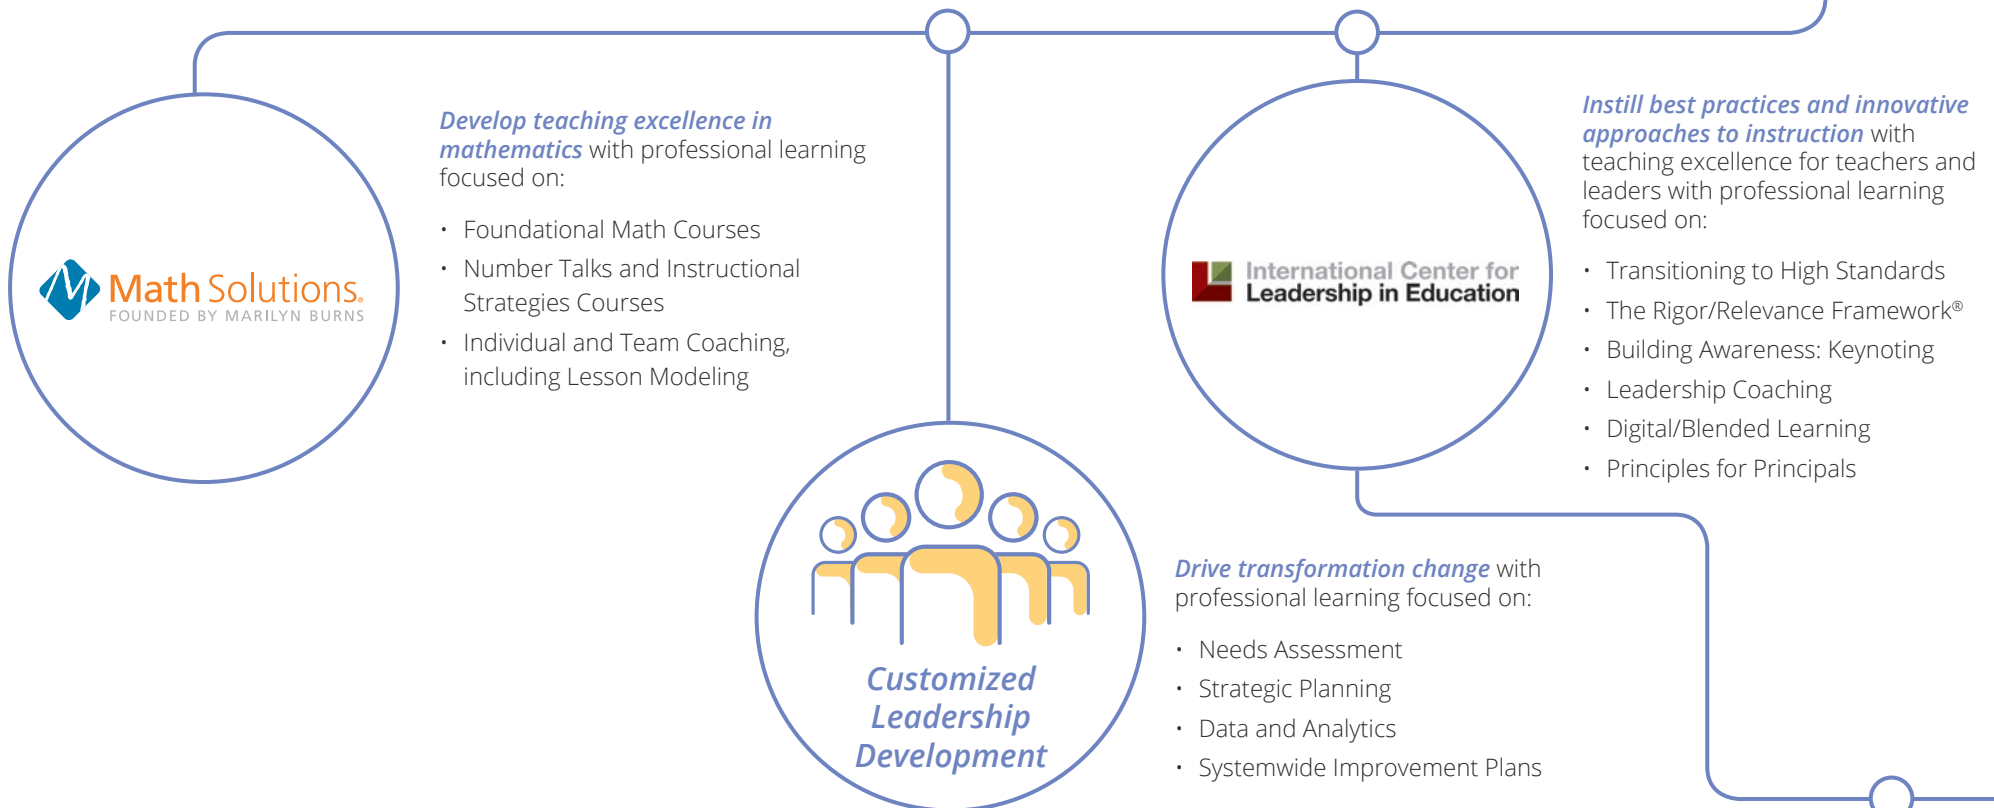 Math Solutions®
FOUNDED BY MARILYN BURNS
Develop teaching excellence in
mathematics with professional learning
focused on:
• Foundational Math Courses
• Number Talks and Instructional
Strategies Courses
• Individual and Team Coaching,
including Lesson Modeling
International Center for
Leadership in Education
Instill best practices and innovative
approaches to instruction with
teaching excellence for teachers and
leaders with professional learning
focused on:
• Transitioning to High Standards
• The Rigor/Relevance Framework®
• Building Awareness: Keynoting
• Leadership Coaching
• Digital/Blended Learning
• Principles for Principals
Customized
Leadership
Development
Drive transformation change with
professional learning focused on:
• Needs Assessment
• Strategic Planning
• Data and Analytics
• Systemwide Improvement Plans